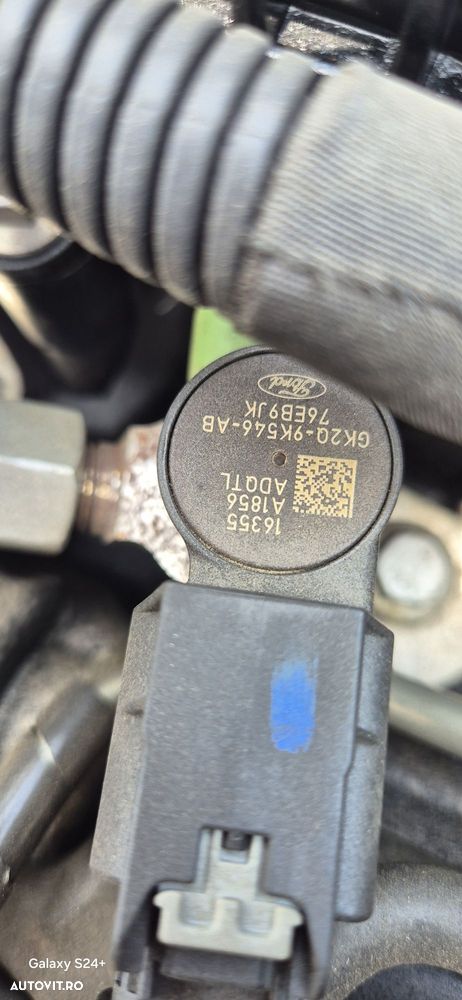 Ford
76EB9JK
GK2Q-9K546-AB
ADQTL
A1856
16355
Galaxy S24+
AUTOVIT.RO